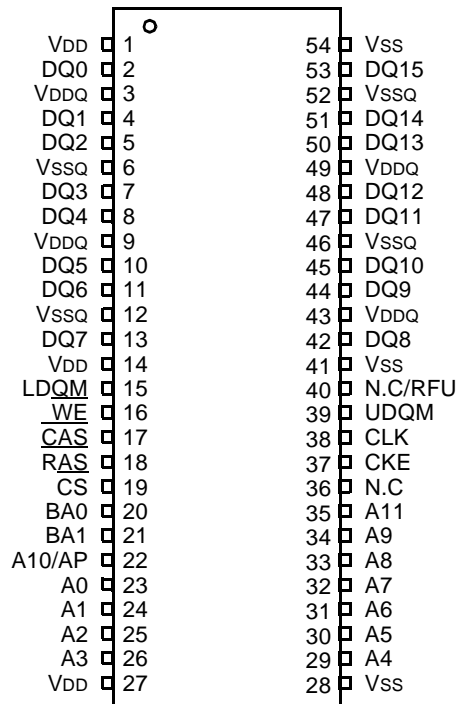 VDD 1 54 VSS
DQ0 2 53 DQ15
VDDQ 3 52 VSSQ
DQ1 4 51 DQ14
DQ2 5 50 DQ13
VSSQ 6 49 VDDQ
DQ3 7 48 DQ12
DQ4 8 47 DQ11
VDDQ 9 46 VSSQ
DQ5 10 45 DQ10
DQ6 11 44 DQ9
VSSQ 12 43 VDDQ
DQ7 13 42 DQ8
VDD 14 41 VSS
LDQM 15 40 N.C/RFU
WE 16 39 UDQM
CAS 17 38 CLK
RAS 18 37 CKE
CS 19 36 N.C
BA0 20 35 A11
BA1 21 34 A9
A10/AP 22 33 A8
A0 23 32 A7
A1 24 31 A6
A2 25 30 A5
A3 26 29 A4
VDD 27 28 VSS